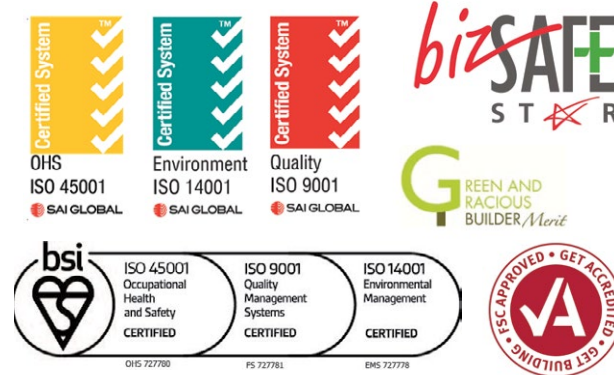 Certified System
TM
OHS
ISO 45001
SAI GLOBAL
Certified System
TM
Environment
ISO 14001
SAI GLOBAL
Certified System
TM
Quality
ISO 9001
SAI GLOBAL
bizSAFE
STAR
GREEN AND
GRACIOUS
BUILDER Merit
bsi
ISO 45001
Occupational
Health
and Safety
CERTIFIED
OHS 727780
ISO 9001
Quality
Management
Systems
CERTIFIED
FS 727781
ISO 14001
Environmental
Management
CERTIFIED
EMS 727778
FSC APPROVED • GET ACCREDITED • GET BUILDING •